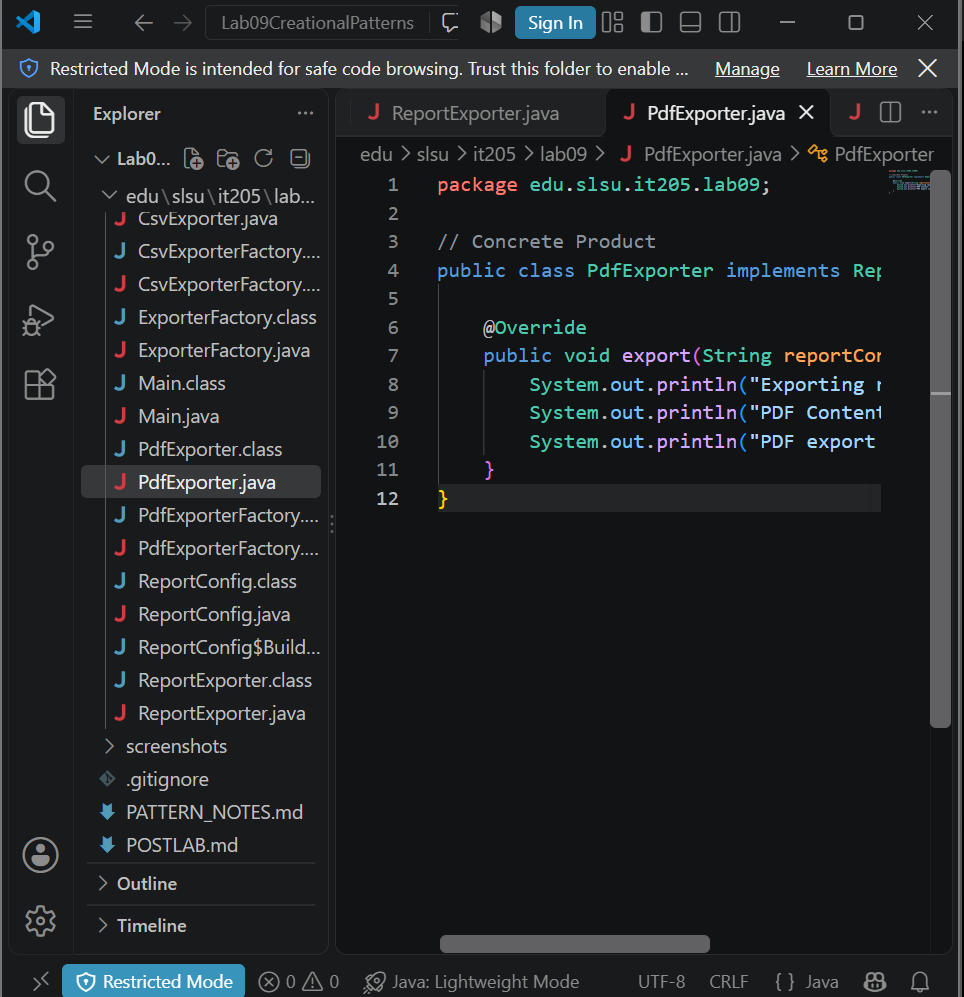 Lab09CreationalPatterns
Sign In
Restricted Mode is intended for safe code browsing. Trust this folder to enable ...
Manage
Learn More
Explorer
Lab0...
edu\slsu\it205\lab...
CsvExporter.java
CsvExporterFactory....
CsvExporterFactory....
ExporterFactory.class
ExporterFactory.java
Main.class
Main.java
PdfExporter.class
PdfExporter.java
PdfExporterFactory....
PdfExporterFactory....
ReportConfig.class
ReportConfig.java
ReportConfig$Build...
ReportExporter.class
ReportExporter.java
screenshots
.gitignore
PATTERN_NOTES.md
POSTLAB.md
Outline
Timeline
ReportExporter.java
PdfExporter.java
edu > slsu > it205 > lab09 > PdfExporter.java > PdfExporter
1 package edu.slsu.it205.lab09;
2
3 // Concrete Product
4 public class PdfExporter implements Rep
5
6 @Override
7 public void export(String reportCon
8 System.out.println("Exporting r
9 System.out.println("PDF Content
10 System.out.println("PDF export
11 }
12 }
Restricted Mode
0
0
Java: Lightweight Mode
UTF-8
CRLF
{ } Java